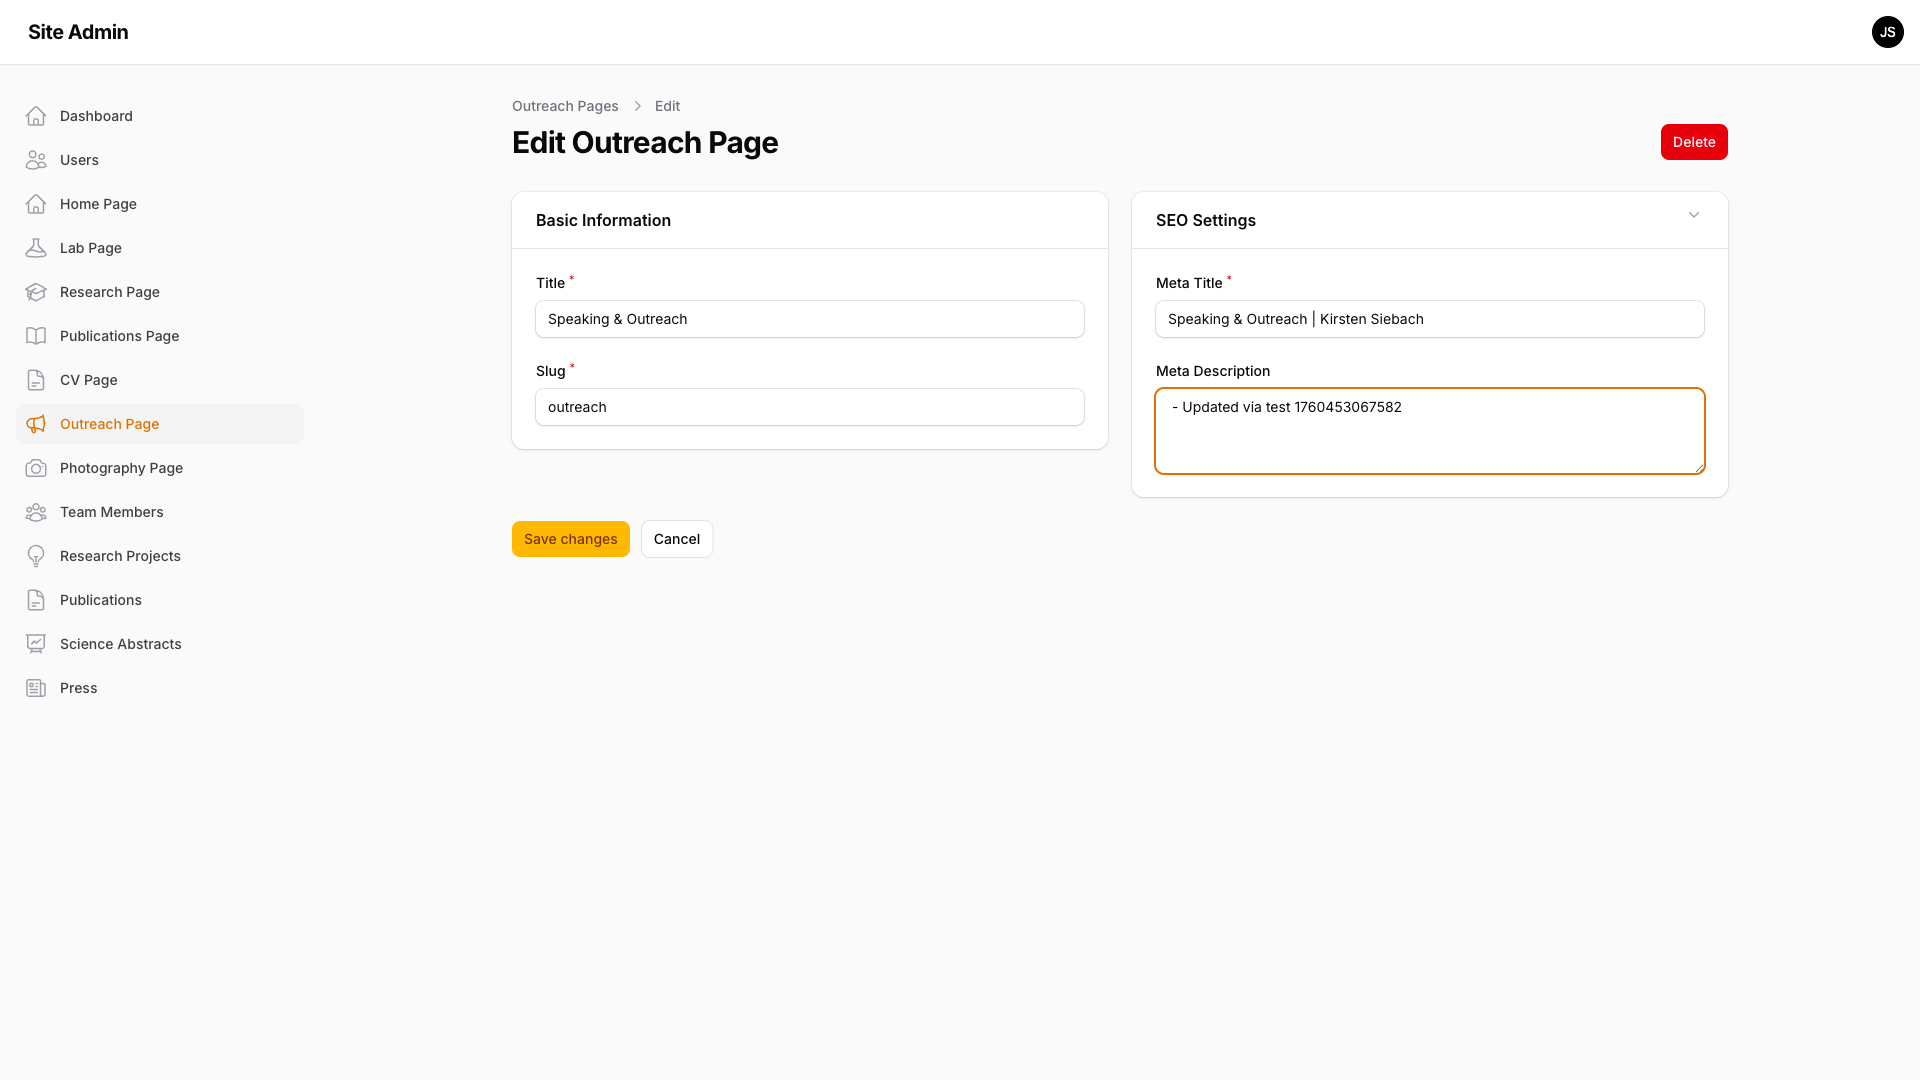 Site Admin
JS
Dashboard
Users
Home Page
Lab Page
Research Page
Publications Page
CV Page
Outreach Page
Photography Page
Team Members
Research Projects
Publications
Science Abstracts
Press
Outreach Pages > Edit
Edit Outreach Page
Delete
Basic Information
Title *
Speaking & Outreach
Slug *
outreach
SEO Settings
Meta Title *
Speaking & Outreach | Kirsten Siebach
Meta Description
- Updated via test 1760453067582
Save changes
Cancel